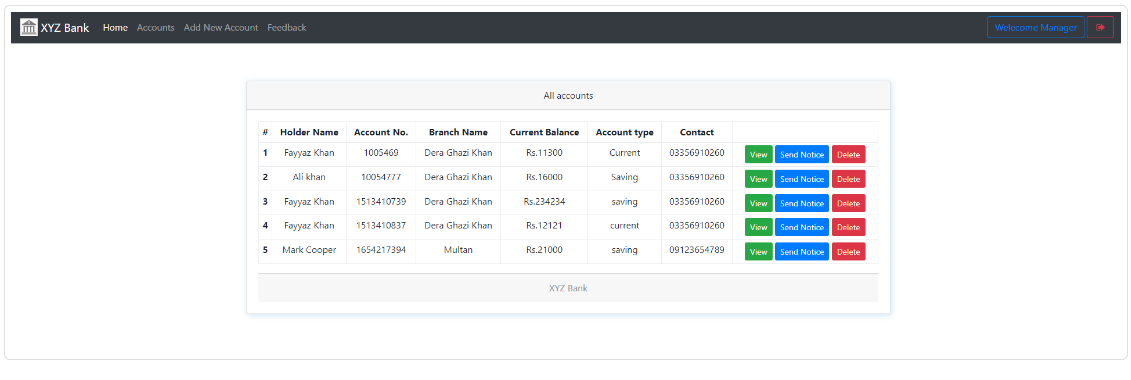 XYZ Bank Home Accounts Add New Account Feedback Welecome Manager
All accounts
# Holder Name Account No. Branch Name Current Balance Account type Contact
1 Fayyaz Khan 1005469 Dera Ghazi Khan Rs.11300 Current 03356910260 View Send Notice Delete
2 Ali khan 10054777 Dera Ghazi Khan Rs.16000 Saving 03356910260 View Send Notice Delete
3 Fayyaz Khan 1513410739 Dera Ghazi Khan Rs.234234 saving 03356910260 View Send Notice Delete
4 Fayyaz Khan 1513410837 Dera Ghazi Khan Rs.12121 current 03356910260 View Send Notice Delete
5 Mark Cooper 1654217394 Multan Rs.21000 saving 09123654789 View Send Notice Delete
XYZ Bank